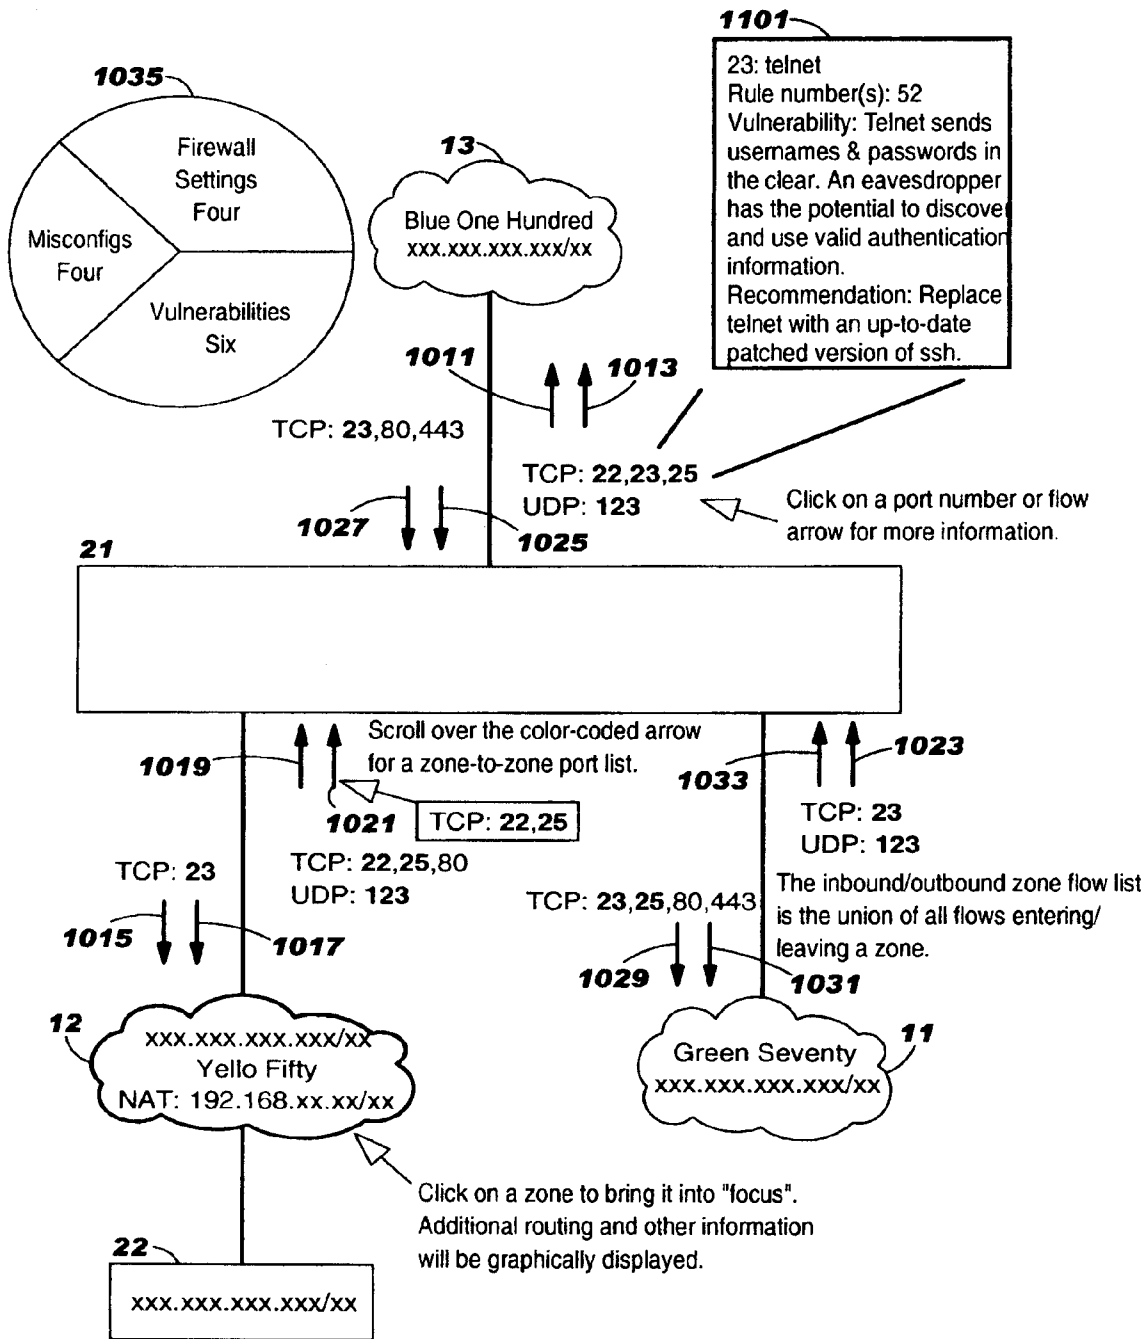 1101
23: telnet
Rule number(s): 52
Vulnerability: Telnet sends
usernames & passwords in
the clear. An eavesdropper
has the potential to discove
and use valid authentication
information.
Recommendation: Replace
telnet with an up-to-date
patched version of ssh.
1035
Firewall
Settings
Four
Misconfigs
Four
Vulnerabilities
Six
13
Blue One Hundred
xxx.xxx.xxx.xxx/xx
1011
1013
TCP: 23,80,443
TCP: 22,23,25
UDP: 123
Click on a port number or flow
arrow for more information.
1027
1025
21
1019
Scroll over the color-coded arrow
for a zone-to-zone port list.
1021
TCP: 22,25
TCP: 22,25,80
UDP: 123
1033
1023
TCP: 23
UDP: 123
The inbound/outbound zone flow list
is the union of all flows entering/
leaving a zone.
TCP: 23
1015
1017
TCP: 23,25,80,443
1029
1031
12
xxx.xxx.xxx.xxx/xx
Yello Fifty
NAT: 192.168.xx.xx/xx
11
Green Seventy
xxx.xxx.xxx.xxx/xx
Click on a zone to bring it into "focus".
Additional routing and other information
will be graphically displayed.
22
xxx.xxx.xxx.xxx/xx